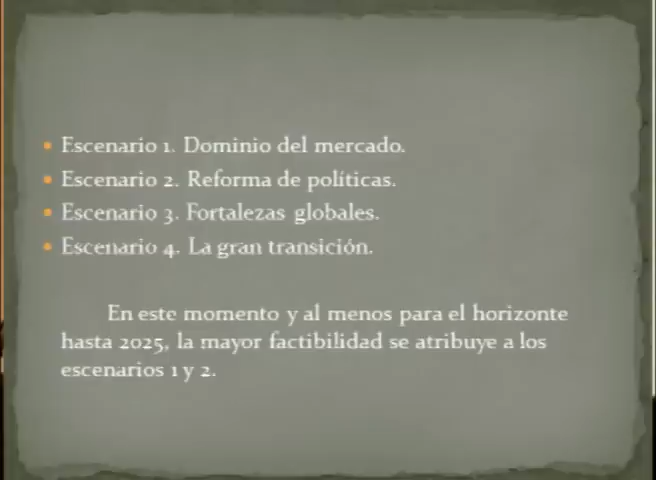 • Escenario 1. Dominio del mercado.
• Escenario 2. Reforma de políticas.
• Escenario 3. Fortalezas globales.
• Escenario 4. La gran transición.
En este momento y al menos para el horizonte
hasta 2025, la mayor factibilidad se atribuye a los
escenarios 1 y 2.